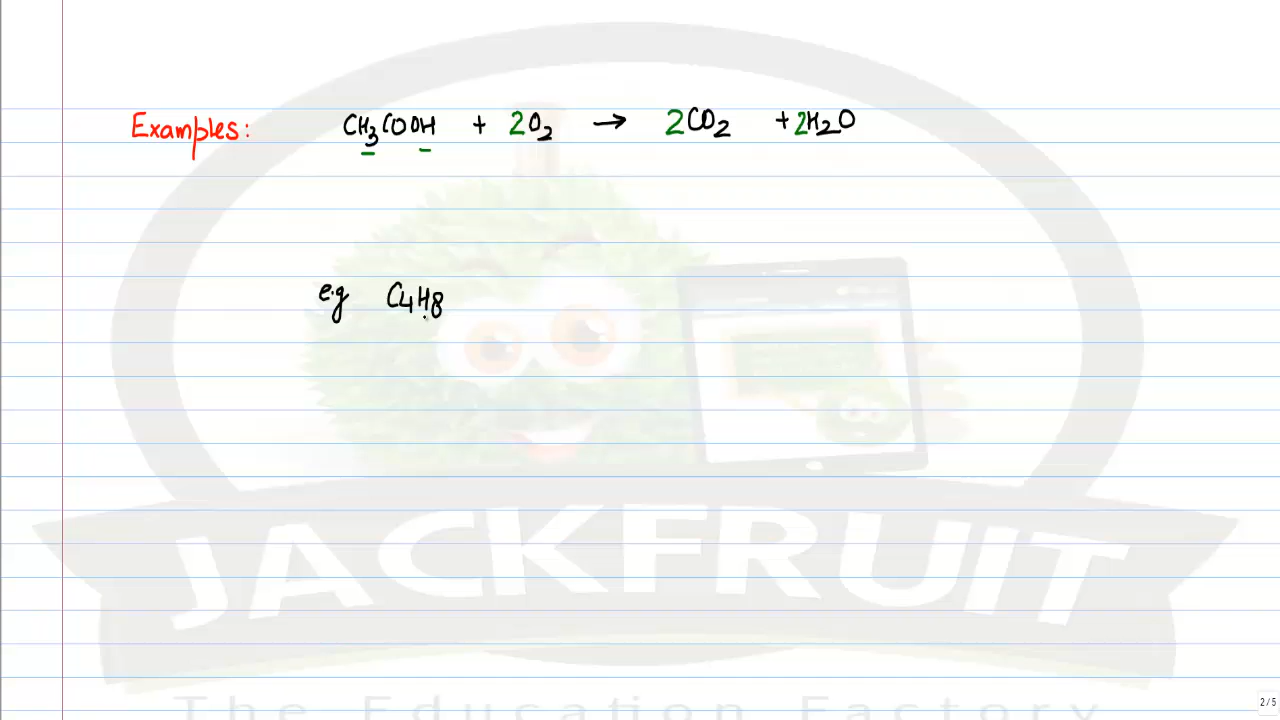 Examples: CH3COOH + 2O2 → 2CO2 + 2H2O
e.g C4H8
JACKFRUIT
The Education Factory
2/5